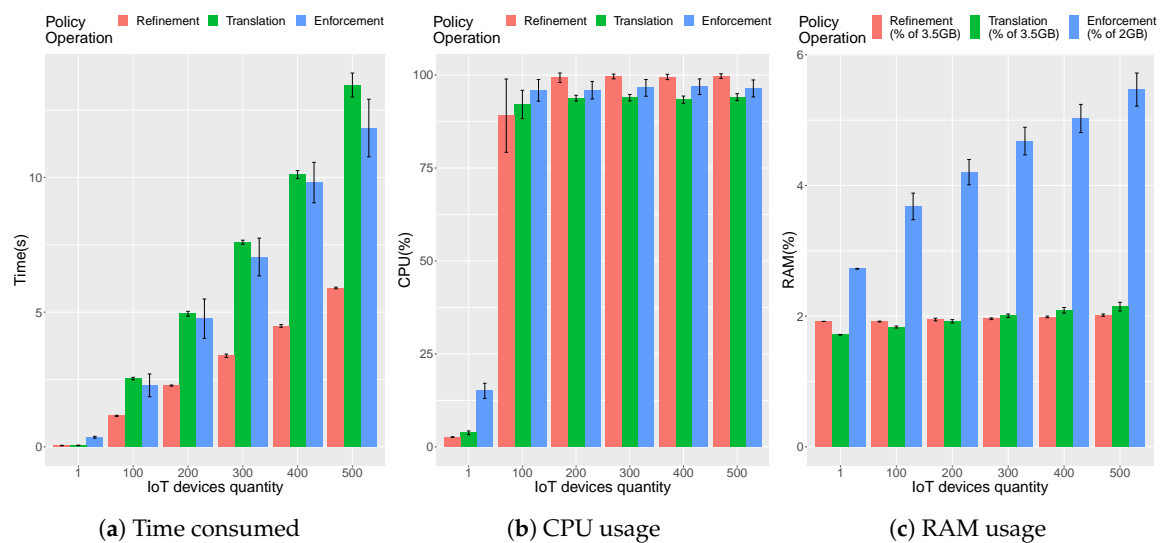 Policy
Operation
Refinement
Translation
Enforcement
Time(s)
10
5
0
1
100
200
300
400
500
IoT devices quantity
(a) Time consumed
Policy
Operation
Refinement
Translation
Enforcement
CPU(%)
100
75
50
25
0
1
100
200
300
400
500
IoT devices quantity
(b) CPU usage
Policy
Operation
Refinement
(% of 3.5GB)
Translation
(% of 3.5GB)
Enforcement
(% of 2GB)
RAM(%)
6
4
2
0
1
100
200
300
400
500
IoT devices quantity
(c) RAM usage